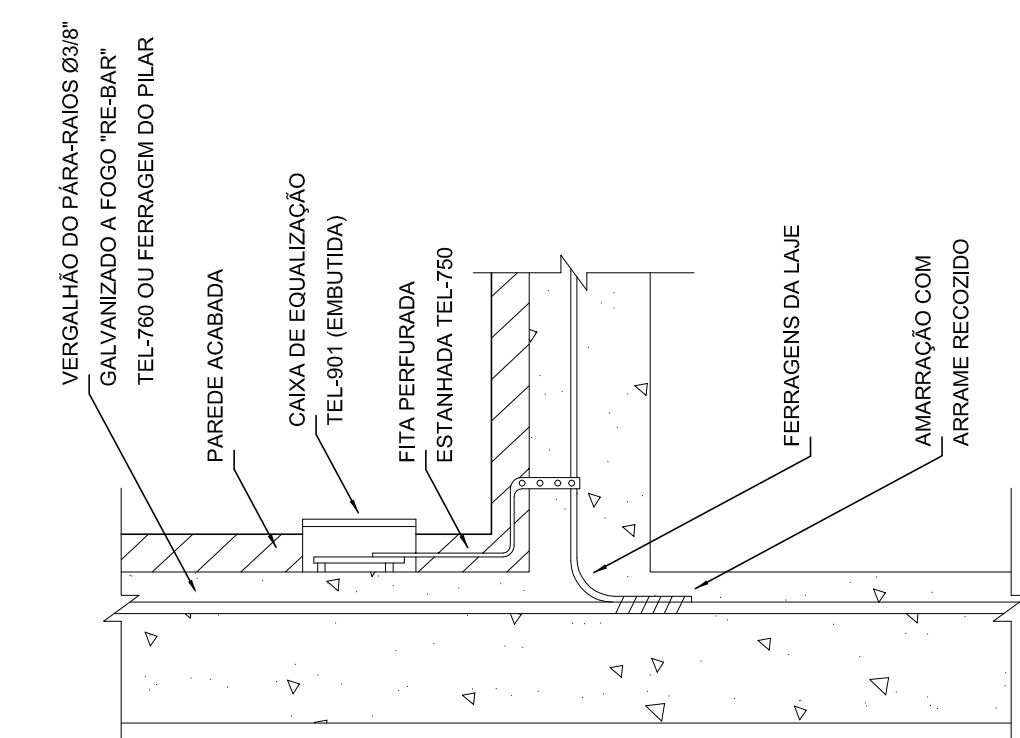 VERGALHÃO DO PÁRA-RAIOS Ø3/8"
GALVANIZADO A FOGO "RE-BAR"
TEL-760 OU FERRAGEM DO PILAR
PAREDE ACABADA
CAIXA DE EQUALIZAÇÃO
TEL-901 (EMBUTIDA)
FITA PERFURADA
ESTANHADA TEL-750
FERRAGENS DA LAJE
AMARRAÇÃO COM
ARRAME RECOZIDO